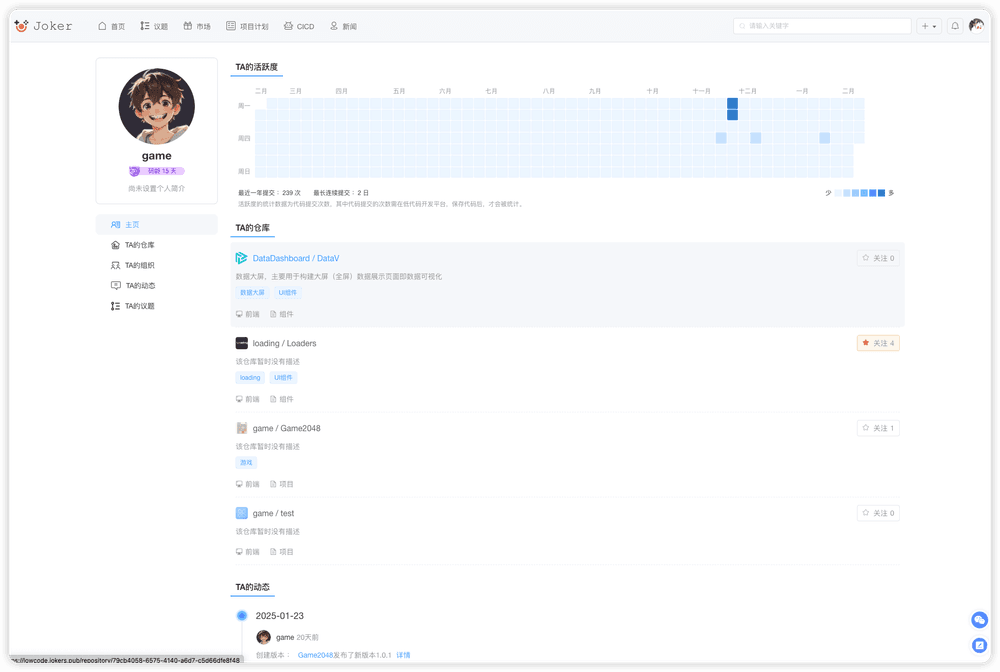 Joker 首页 议题 市场 项目计划 CICD 新闻 请输入关键字 +
TA的活跃度
二月 三月 四月 五月 六月 七月 八月 九月 十月 十一月 十二月 一月 二月
周一
周四
周日
最近一年提交： 239 次 最长连续提交： 2 日 少 多
活跃度的统计数据为代码提交次数，其中代码提交的次数需在低代码开发平台，保存代码后，才会被统计。
game
玩龄 15 天
尚未设置个人简介
主页
TA的仓库
TA的组织
TA的动态
TA的议题
TA的仓库
DataDashboard / DataV 关注 0
数据大屏，主要用于构建大屏（全屏）数据展示页面即数据可视化
数据大屏 UI组件
前端 组件
loading / Loaders 关注 4
该仓库暂时没有描述
loading UI组件
前端 组件
game / Game2048 关注 1
该仓库暂时没有描述
游戏
前端 项目
game / test 关注 0
该仓库暂时没有描述
前端 项目
TA的动态
2025-01-23
game 20天前
创建版本： Game2048发布了新版本1.0.1 详情